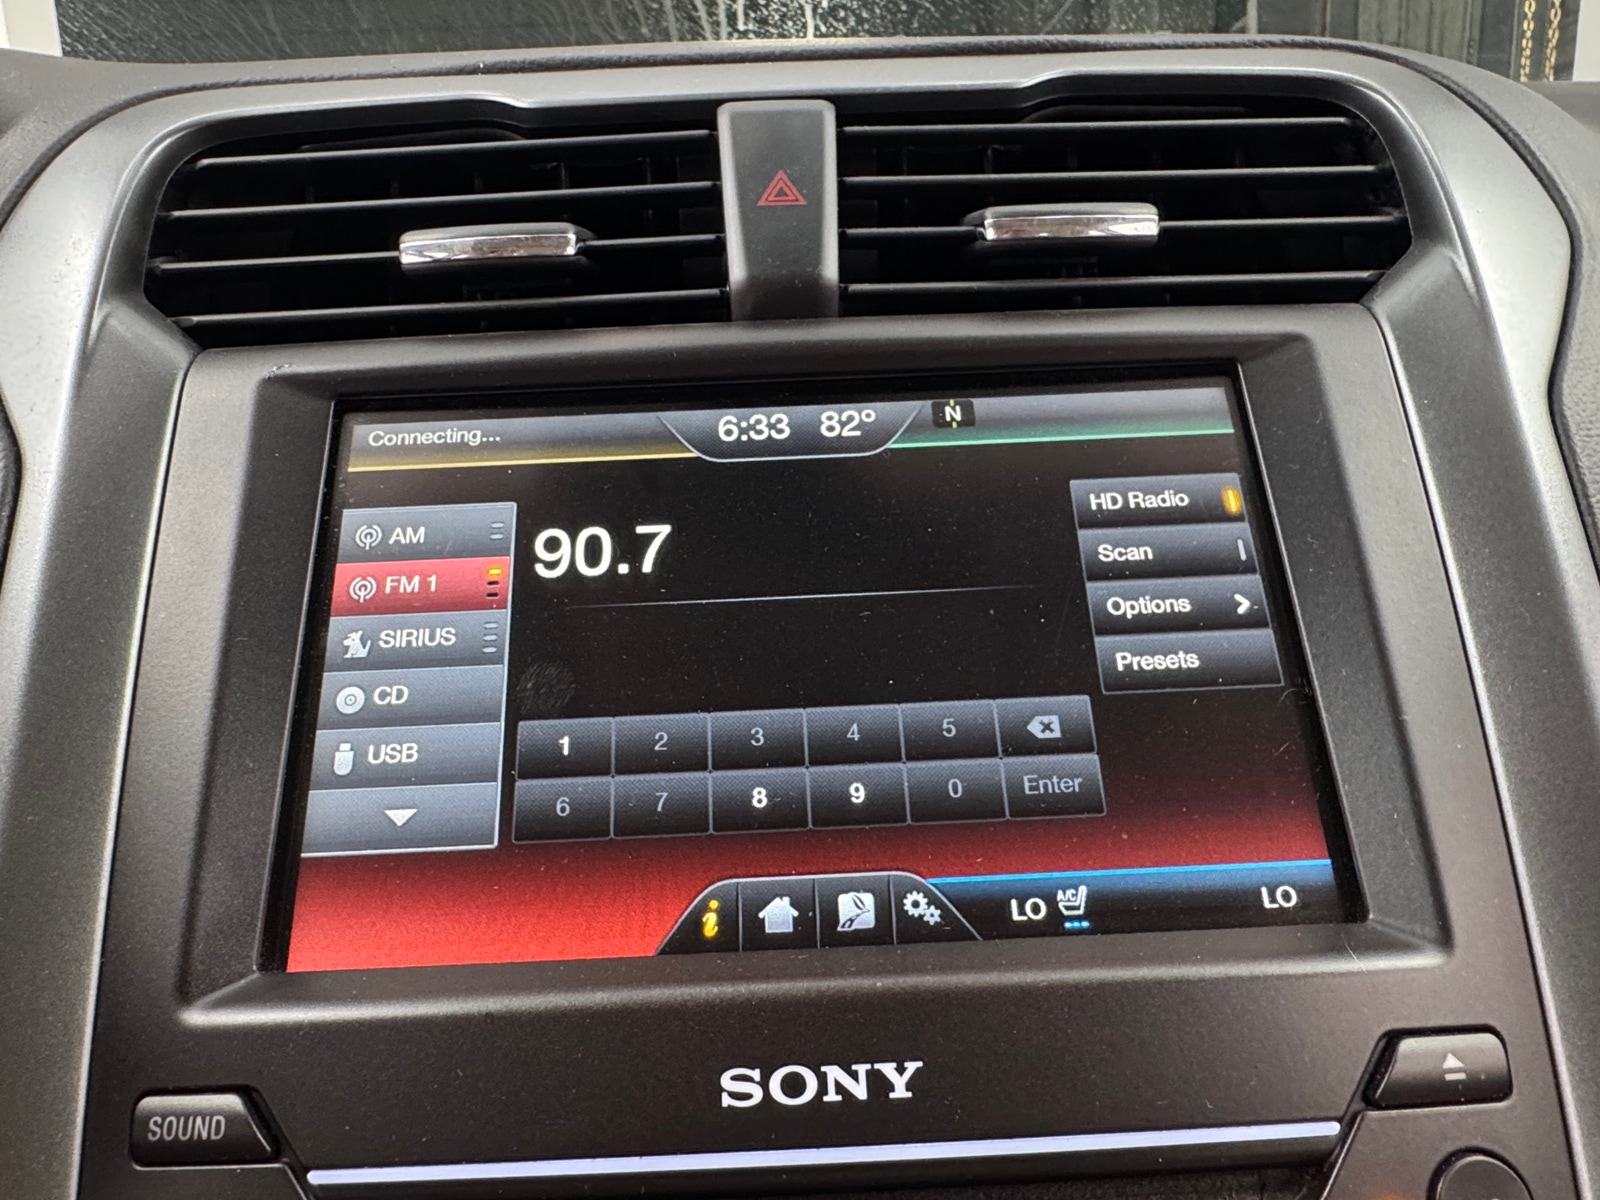 Connecting...
6:33 82° N
AM
FM 1
SIRIUS
CD
USB
90.7
HD Radio
Scan
Options
Presets
1 2 3 4 5
6 7 8 9 0 Enter
i
LO A/C LO
SONY
SOUND